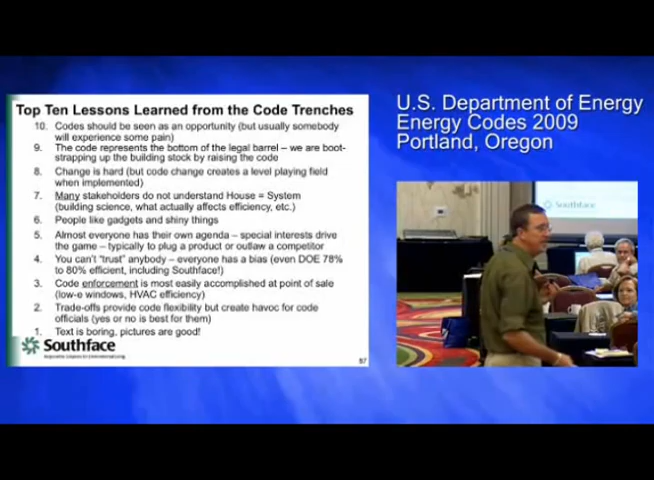 Top Ten Lessons Learned from the Code Trenches
10. Codes should be seen as an opportunity (but usually somebody
will experience some pain)
9. The code represents the bottom of the legal barrel – we are boot-
strapping up the building stock by raising the code
8. Change is hard (but code change creates a level playing field
when implemented)
7. Many stakeholders do not understand House = System
(building science, what actually affects efficiency, etc.)
6. People like gadgets and shiny things
5. Almost everyone has their own agenda – special interests drive
the game – typically to plug a product or outlaw a competitor
4. You can't "trust" anybody – everyone has a bias (even DOE 78%
to 80% efficient, including Southface!)
3. Code enforcement is most easily accomplished at point of sale
(low-e windows, HVAC efficiency)
2. Trade-offs provide code flexibility but create havoc for code
officials (yes or no is best for them)
1. Text is boring, pictures are good!
Southface
87
U.S. Department of Energy
Energy Codes 2009
Portland, Oregon
Southface